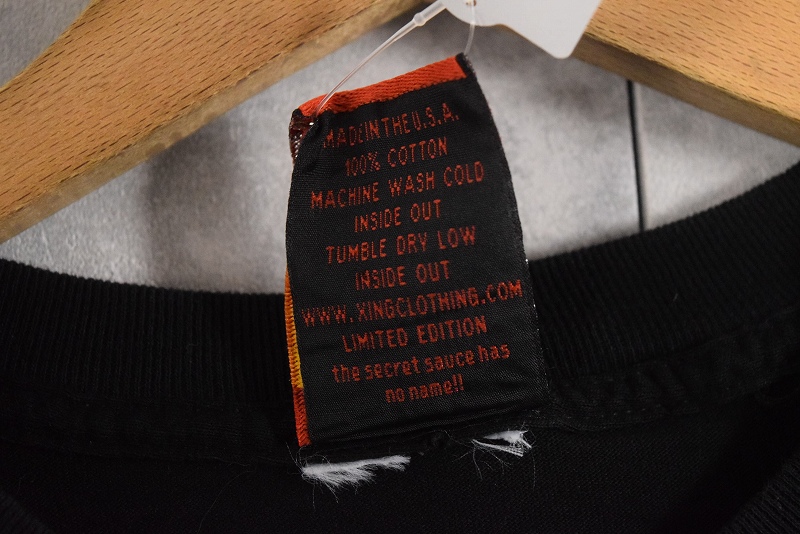 MADE IN THE U.S.A.
100% COTTON
MACHINE WASH COLD
INSIDE OUT
TUMBLE DRY LOW
INSIDE OUT
WWW.XINGCLOTHING.COM
LIMITED EDITION
the secret sauce has
no name!!